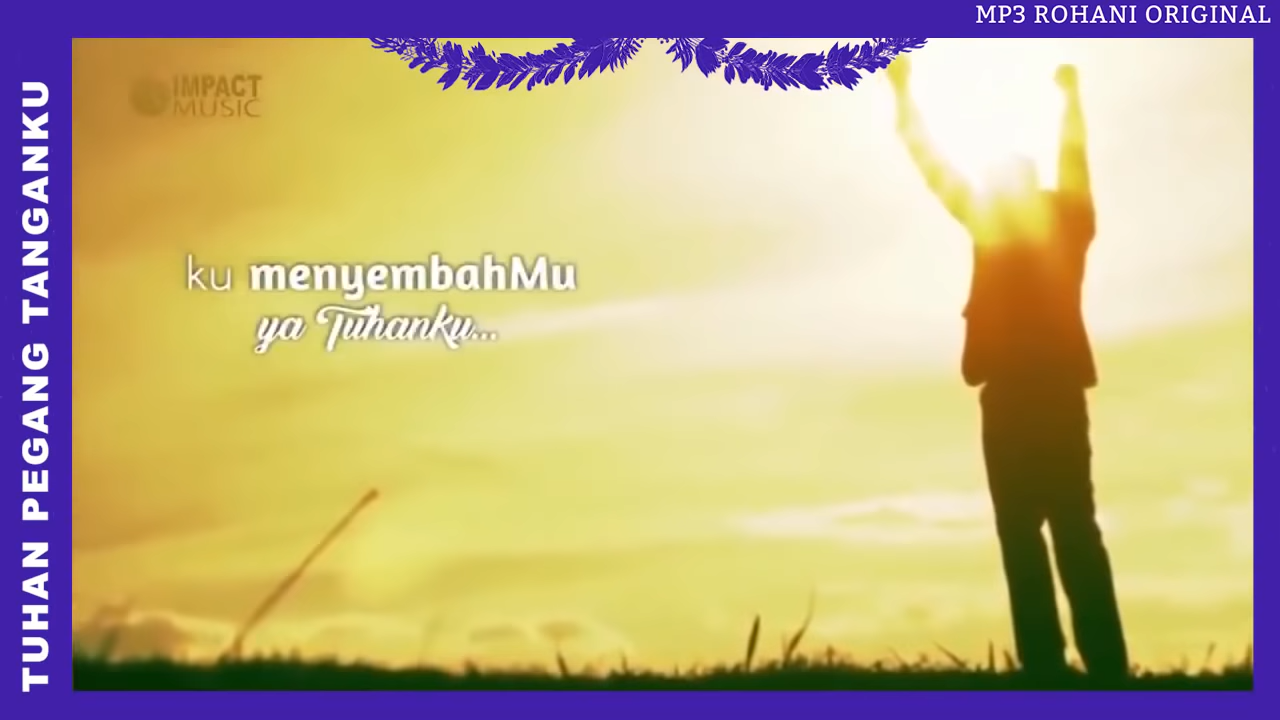 MP3 ROHANI ORIGINAL
IMPACT
MUSIC
TUHAN PEGANG TANGANKU
ku menyembahMu
ya Tuhanku...